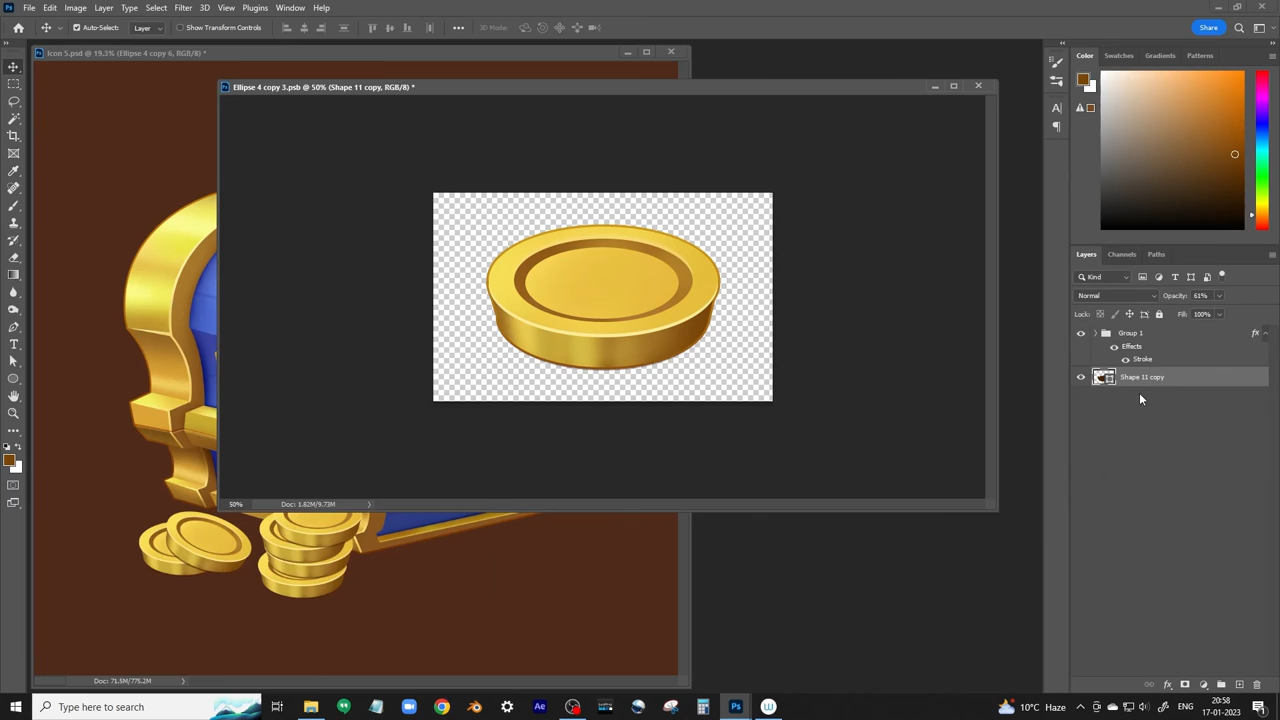 Ps File Edit Image Layer Type Select Filter 3D View Plugins Window Help
Auto-Select: Layer Show Transform Controls 3D Mode: Share
Icon 5.psd @ 19.3% (Ellipse 4 copy 6, RGB/8) *
Ellipse 4 copy 3.psb @ 50% (Shape 11 copy, RGB/8) *
Color Swatches Gradients Patterns
Layers Channels Paths
Kind
Normal Opacity: 61%
Lock: Fill: 100%
Group 1 fx
Effects
Stroke
Shape 11 copy
50% Doc: 1.82M/9.73M
Doc: 71.5M/775.2M
Type here to search
10°C Haze ENG 20:58
17-01-2023